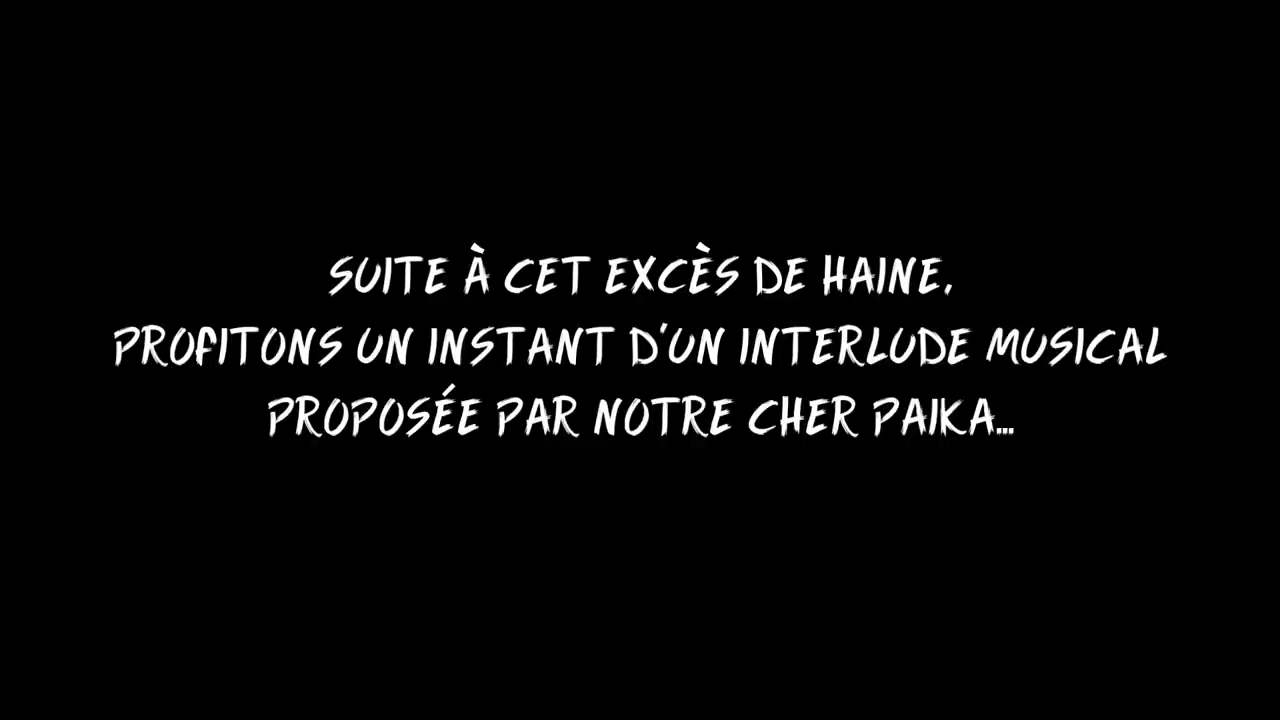 SUITE À CET EXCÈS DE HAINE,
PROFITONS UN INSTANT D'UN INTERLUDE MUSICAL
PROPOSÉE PAR NOTRE CHER PAIKA...